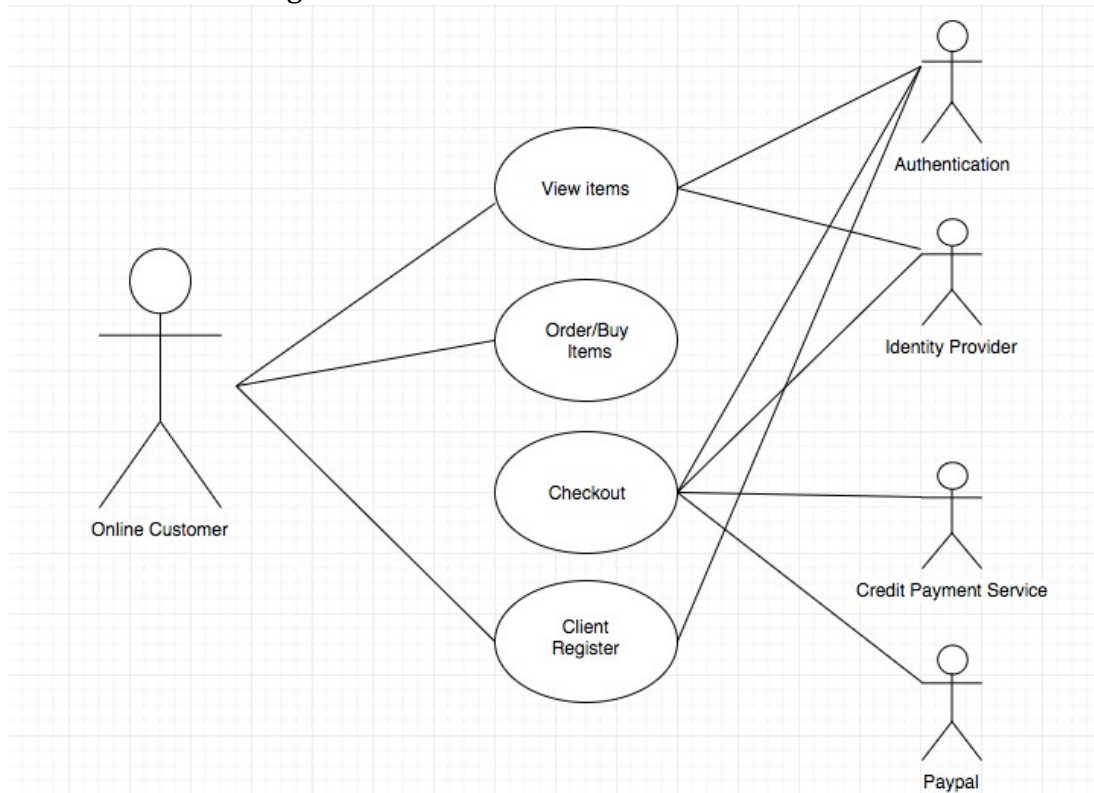 g
View items
Authentication
Order/Buy
Items
Identity Provider
Online Customer
Checkout
Credit Payment Service
Client
Register
Paypal